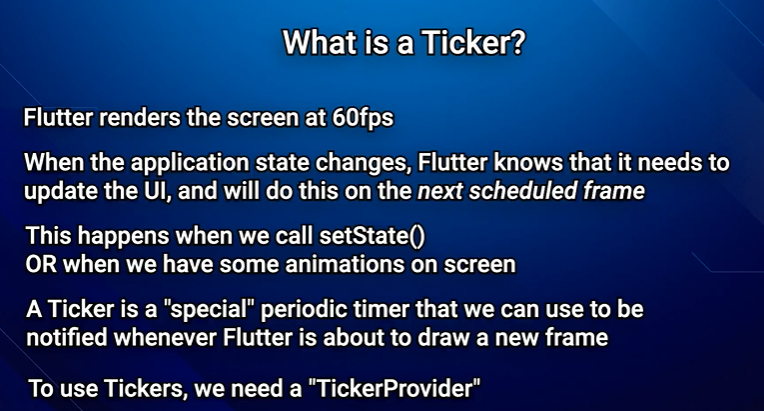 What is a Ticker?
Flutter renders the screen at 60fps
When the application state changes, Flutter knows that it needs to
update the UI, and will do this on the next scheduled frame
This happens when we call setState()
OR when we have some animations on screen
A Ticker is a "special" periodic timer that we can use to be
notified whenever Flutter is about to draw a new frame
To use Tickers, we need a "TickerProvider"